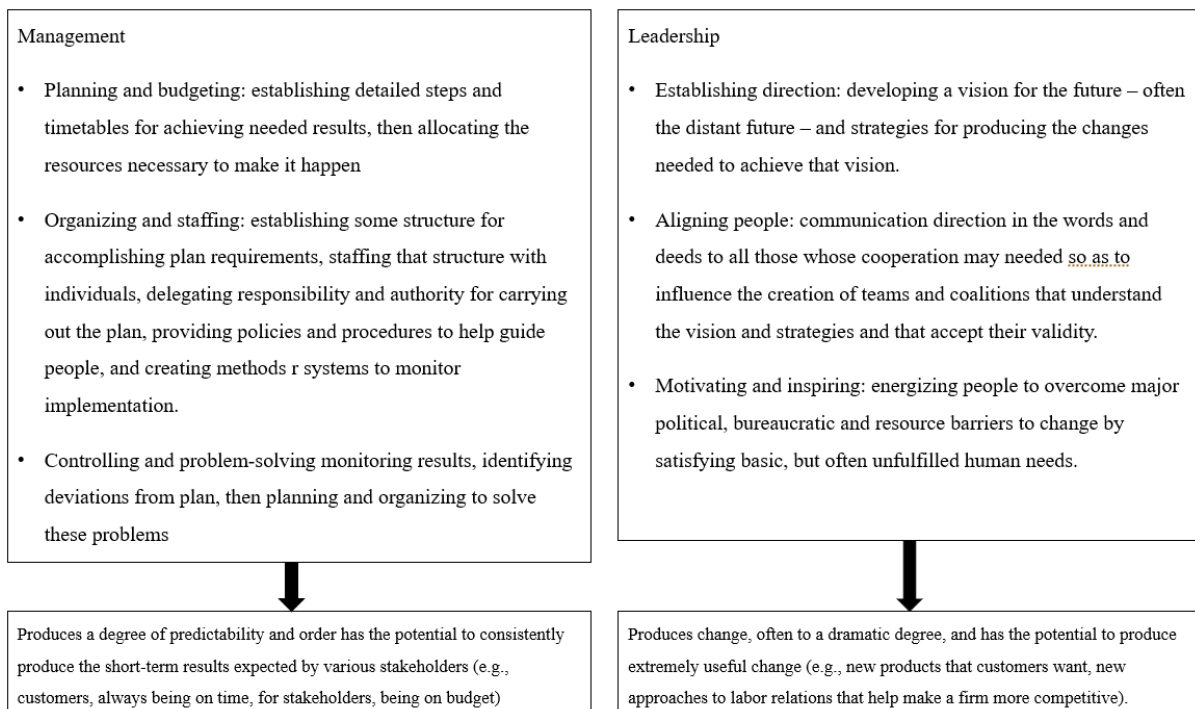 Management
• Planning and budgeting: establishing detailed steps and
timetables for achieving needed results, then allocating the
resources necessary to make it happen
• Organizing and staffing: establishing some structure for
accomplishing plan requirements, staffing that structure with
individuals, delegating responsibility and authority for carrying
out the plan, providing policies and procedures to help guide
people, and creating methods r systems to monitor
implementation.
• Controlling and problem-solving monitoring results, identifying
deviations from plan, then planning and organizing to solve
these problems
Produces a degree of predictability and order has the potential to consistently
produce the short-term results expected by various stakeholders (e.g.,
customers, always being on time, for stakeholders, being on budget)
Leadership
• Establishing direction: developing a vision for the future – often
the distant future – and strategies for producing the changes
needed to achieve that vision.
• Aligning people: communication direction in the words and
deeds to all those whose cooperation may needed so as to
influence the creation of teams and coalitions that understand
the vision and strategies and that accept their validity.
• Motivating and inspiring: energizing people to overcome major
political, bureaucratic and resource barriers to change by
satisfying basic, but often unfulfilled human needs.
Produces change, often to a dramatic degree, and has the potential to produce
extremely useful change (e.g., new products that customers want, new
approaches to labor relations that help make a firm more competitive).